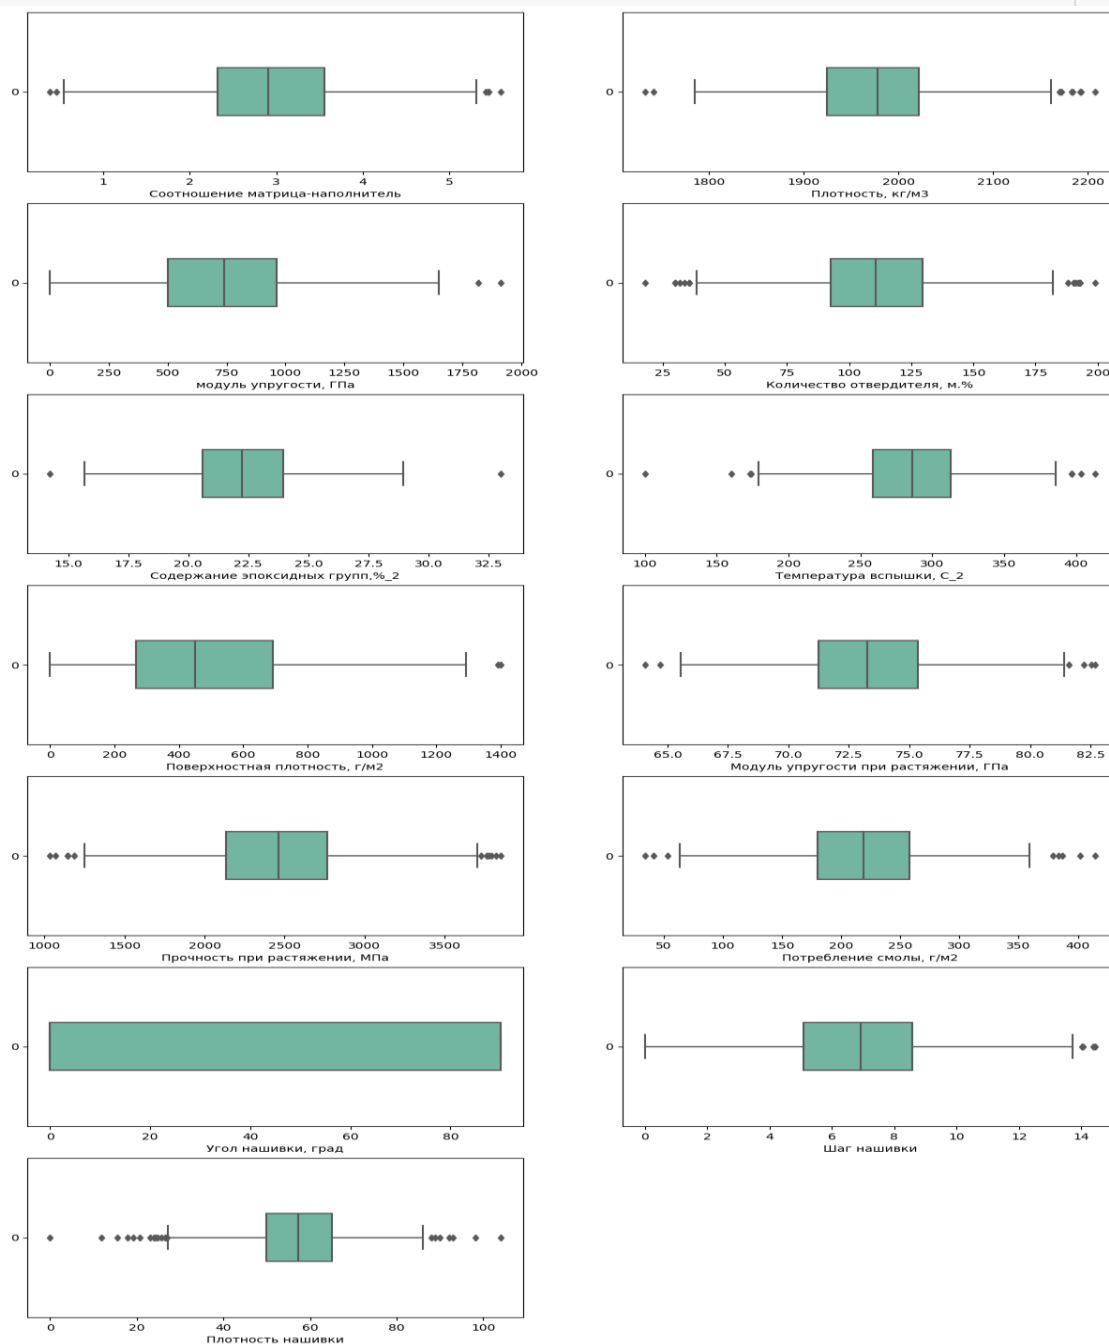 0
0
1 2 3 4 5
1800 1900 2000 2100 2200
Соотношение матрица-наполнитель
Плотность, кг/м3
0
0
0 250 500 750 1000 1250 1500 1750 2000
25 50 75 100 125 150 175 200
модуль упругости, ГПа
Количество отвердителя, м.%
0
0
15.0 17.5 20.0 22.5 25.0 27.5 30.0 32.5
100 150 200 250 300 350 400
Содержание эпоксидных групп,%_2
Температура вспышки, С_2
0
0
0 200 400 600 800 1000 1200 1400
65.0 67.5 70.0 72.5 75.0 77.5 80.0 82.5
Поверхностная плотность, г/м2
Модуль упругости при растяжении, ГПа
0
0
1000 1500 2000 2500 3000 3500
50 100 150 200 250 300 350 400
Прочность при растяжении, МПа
Потребление смолы, г/м2
0
0
0 20 40 60 80
0 2 4 6 8 10 12 14
Угол нашивки, град
Шаг нашивки
0
0 20 40 60 80 100
Плотность нашивки